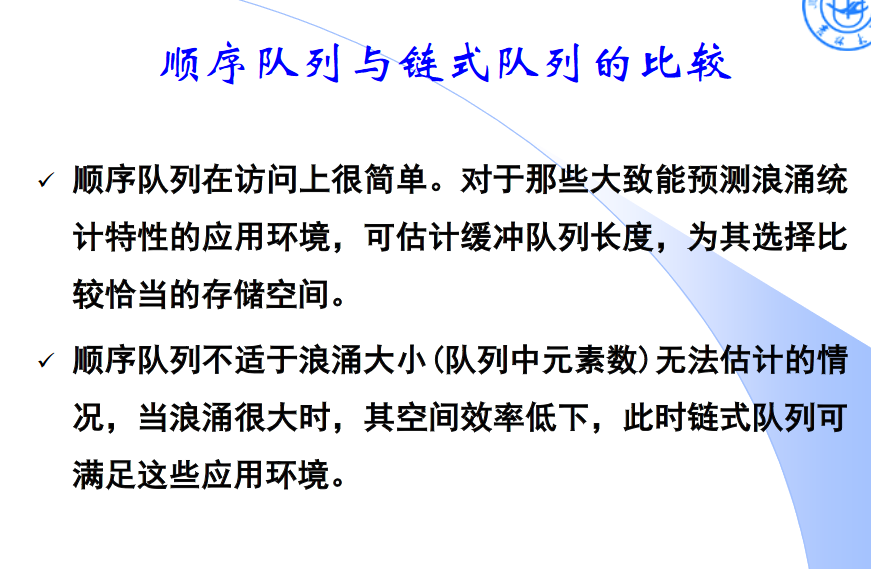 顺序队列与链式队列的比较
✓ 顺序队列在访问上很简单。对于那些大致能预测浪涌统
计特性的应用环境，可估计缓冲队列长度，为其选择比
较恰当的存储空间。
✓ 顺序队列不适于浪涌大小(队列中元素数)无法估计的情
况，当浪涌很大时，其空间效率低下，此时链式队列可
满足这些应用环境。